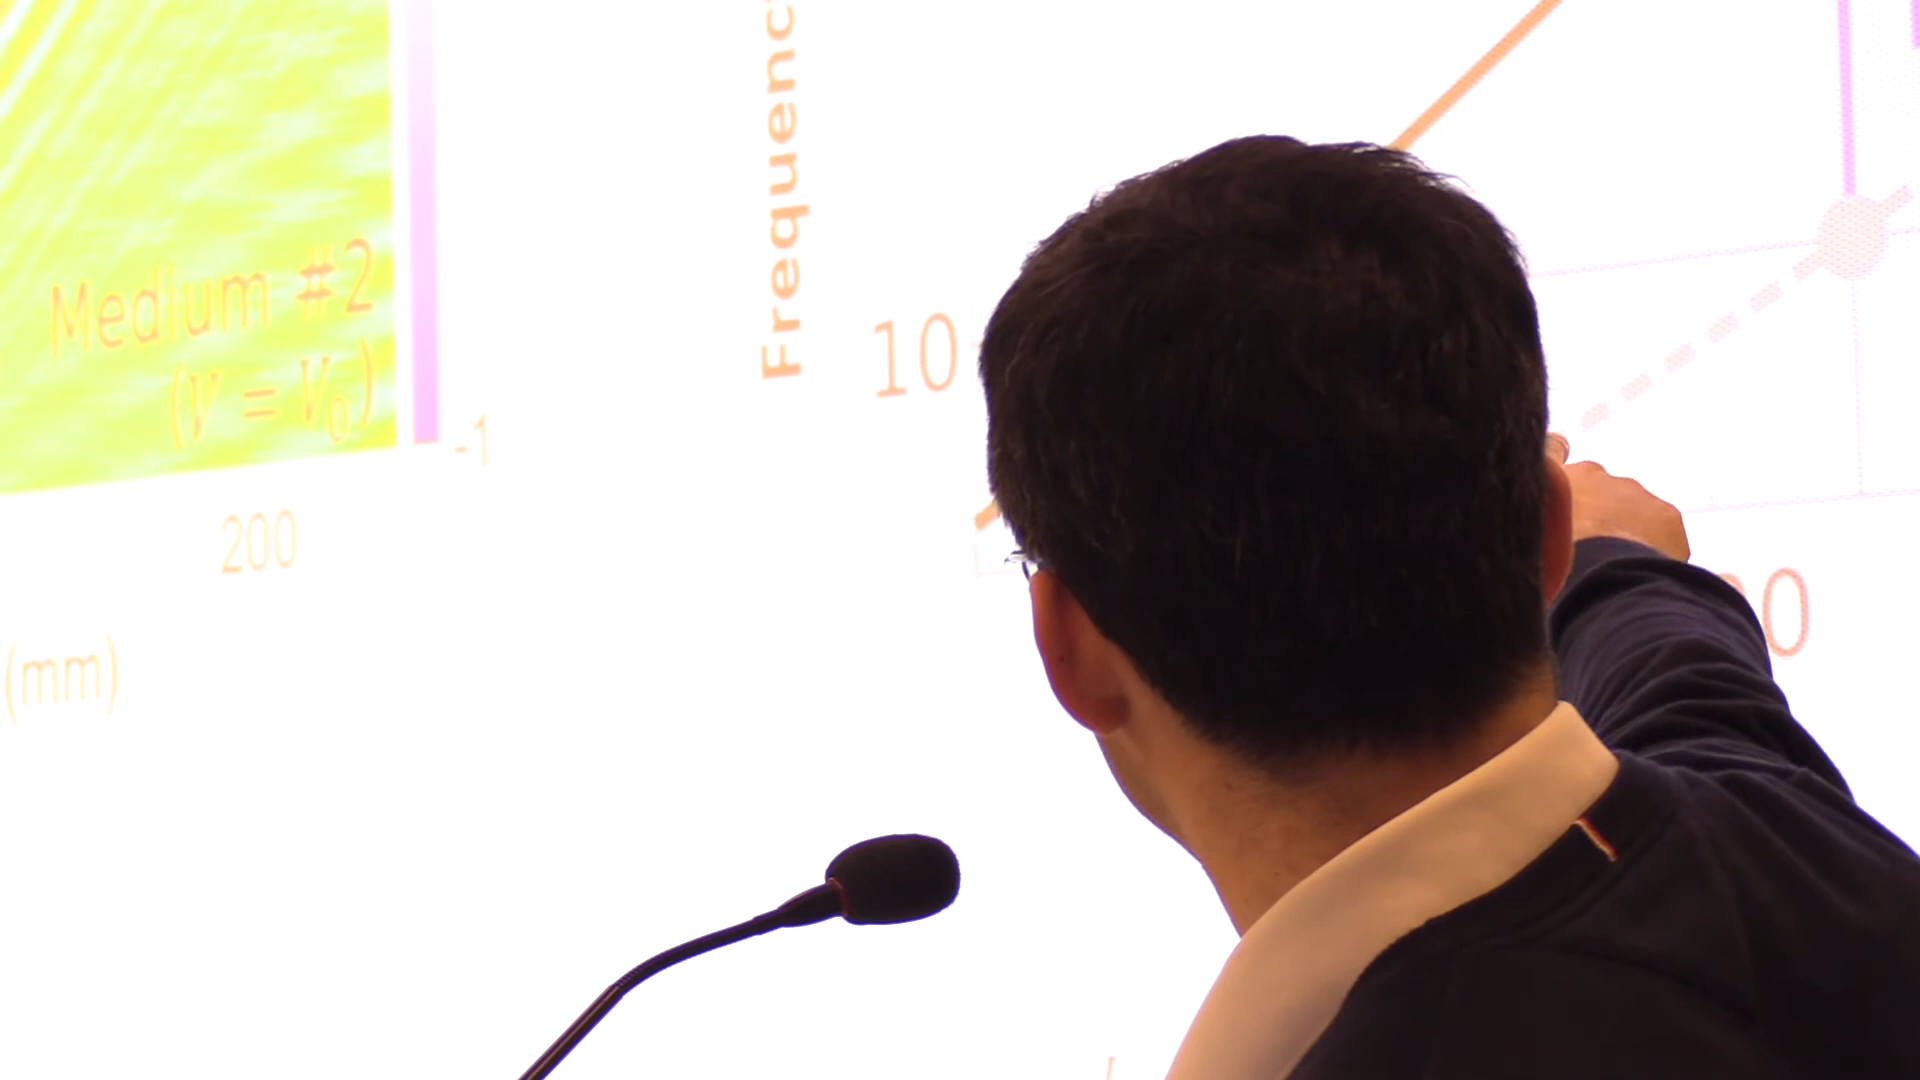 Medium #2
(V = V₀)
-1
200
(mm)
Frequenc
10